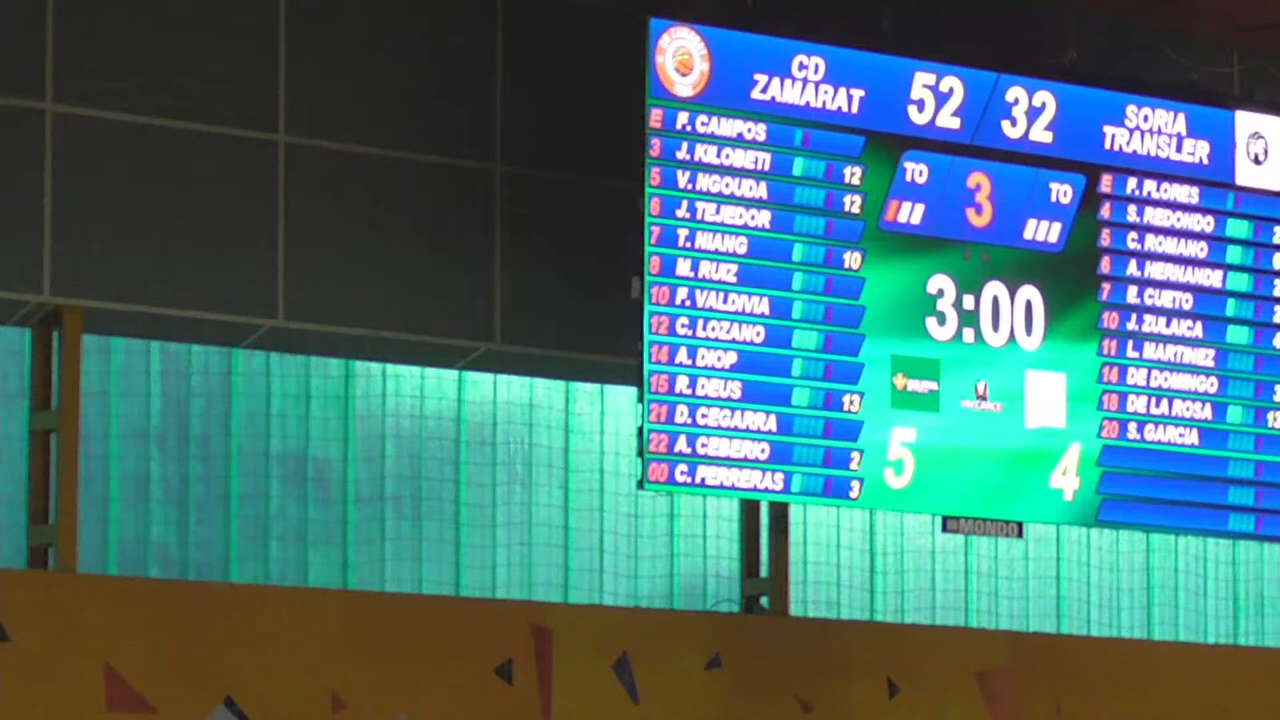 CD ZAMARAT 52 32 SORIA TRANSLER
E F. CAMPOS
3 J. KILOBETI 12
5 V. NGOUDA 12
6 J. TEJEDOR
7 T. NIANG 10
8 M. RUIZ
10 F. VALDIVIA
12 C. LOZANO
14 A. DIOP
15 R. DEUS 13
21 D. CEGARRA
22 A. CEBERIO 2
00 C. FERRERAS 3
TO 3 TO
3:00
5 4
E F. FLORES
4 S. REDONDO
5 C. ROMANO
6 A. HERNANDE
7 E. CUETO
10 J. ZULAICA
11 L. MARTINEZ
14 DE DOMINGO
18 DE LA ROSA
20 S. GARCIA
MONDO